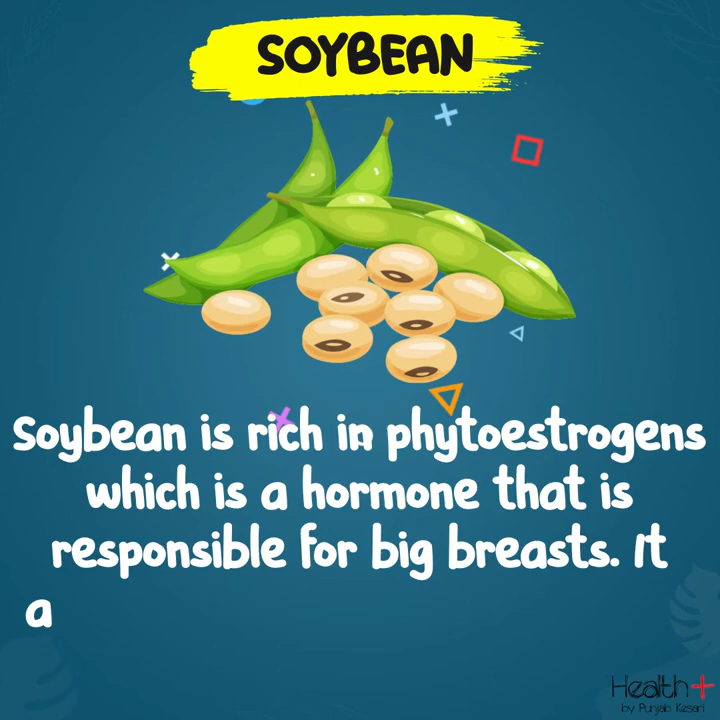 SOYBEAN
Soybean is rich in phytoestrogens
which is a hormone that is
responsible for big breasts. It
a
Health+
by Punjab Kesari